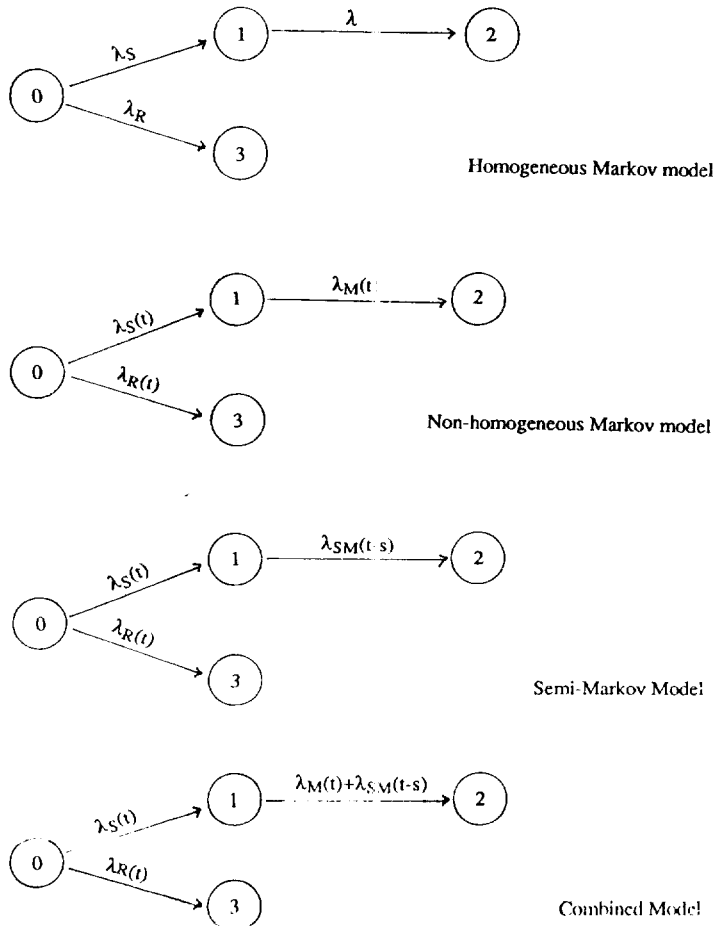 1 λ 2
λS
0
λR
3
Homogeneous Markov model
1 λM(t 2
λS(t)
0
λR(t)
3
Non-homogeneous Markov model
1 λSM(t-s) 2
λS(t)
0
λR(t)
3
Semi-Markov Model
1 λM(t)+λSM(t-s) 2
λS(t)
0
λR(t)
3
Combined Model